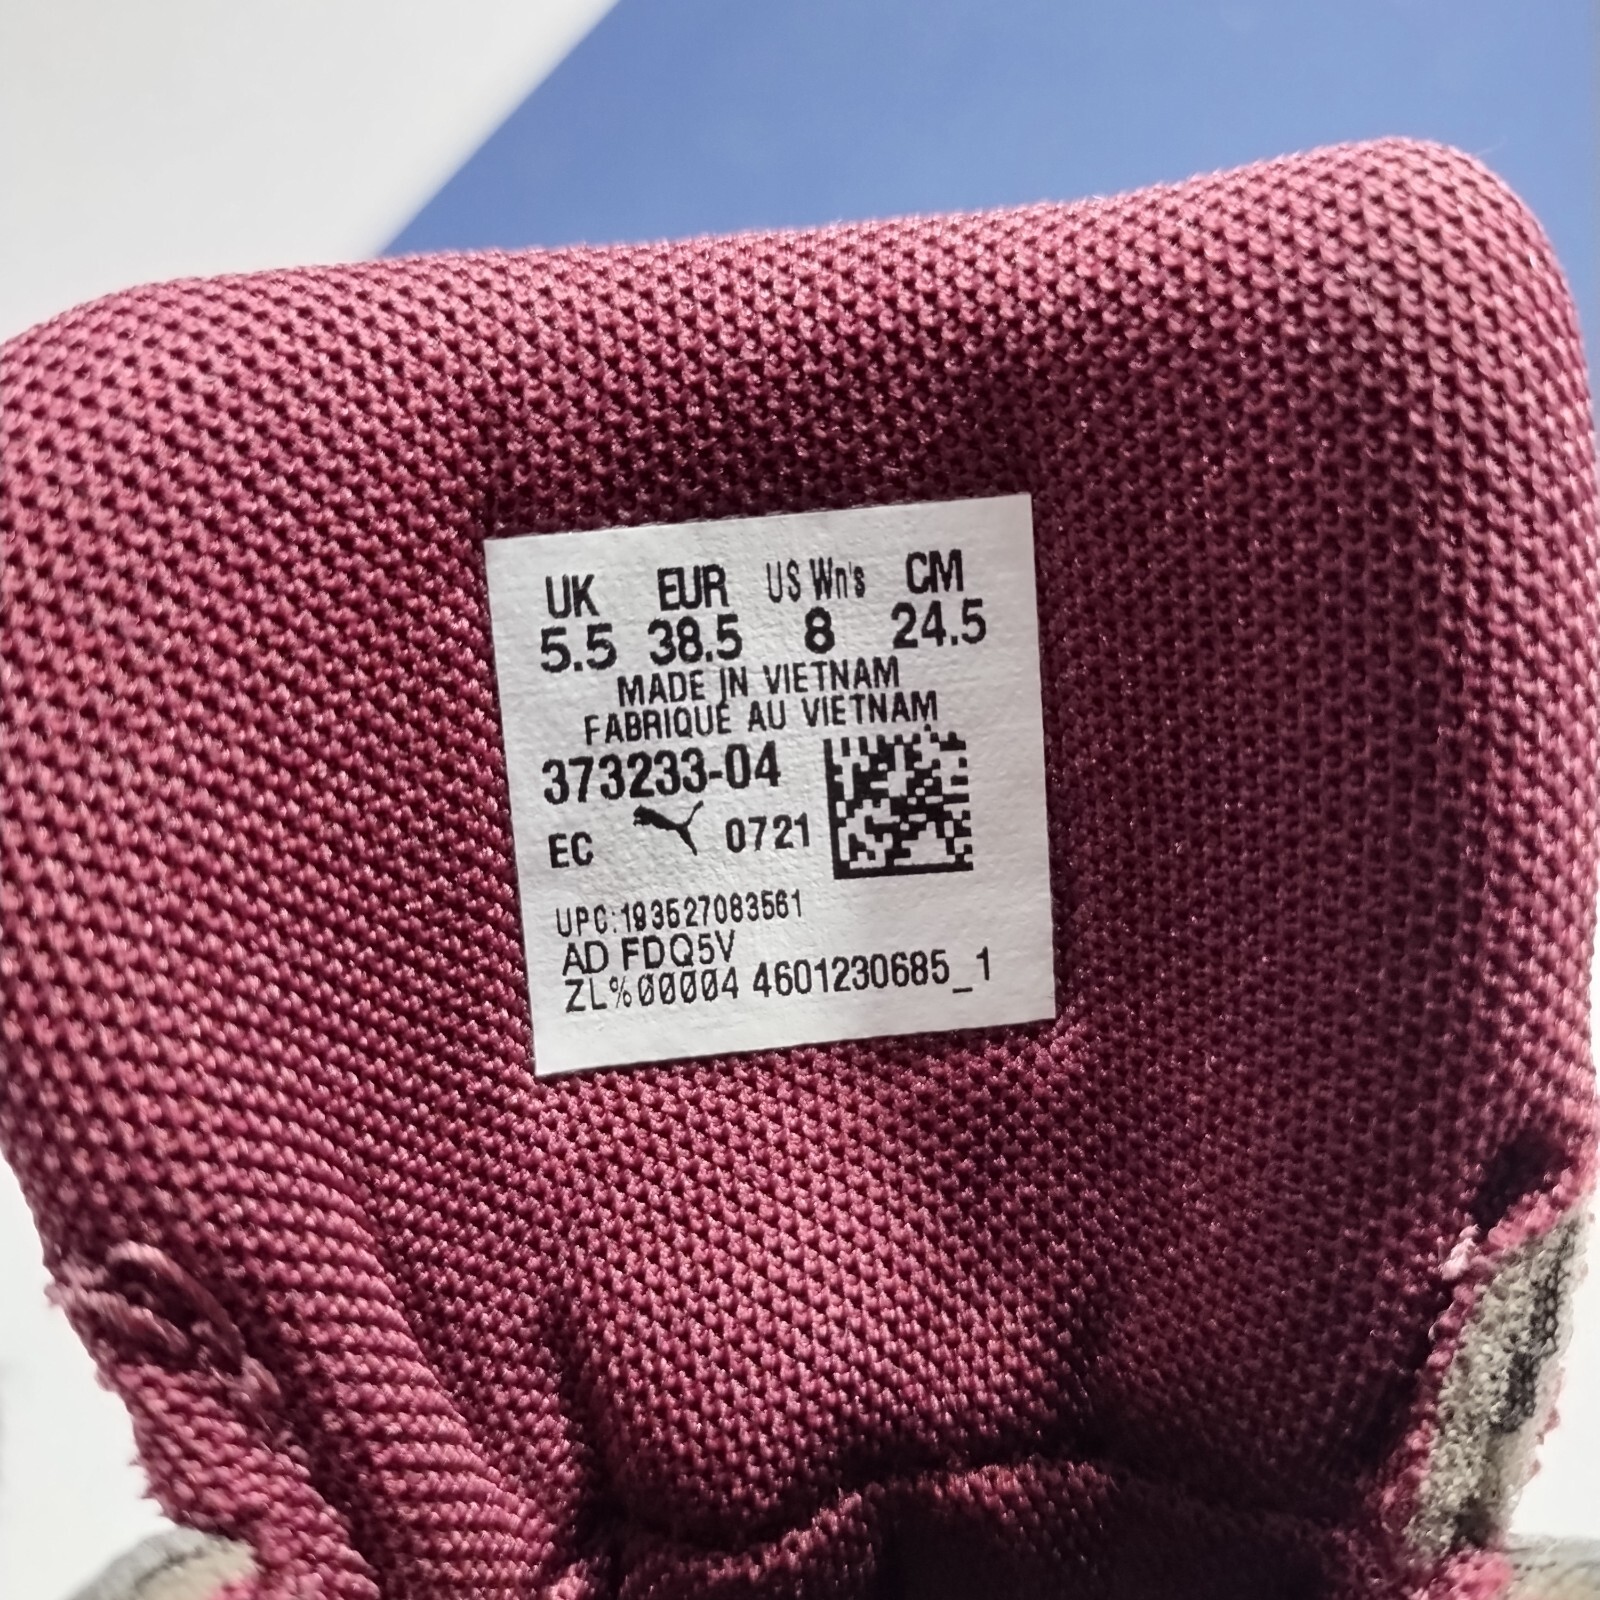 UK EUR US Wn's CM
5.5 38.5 8 24.5
MADE IN VIETNAM
FABRIQUE AU VIETNAM
373233-04
EC 0721
UPC:193527083561
AD FDQ5V
ZL%00004 4601230685_1